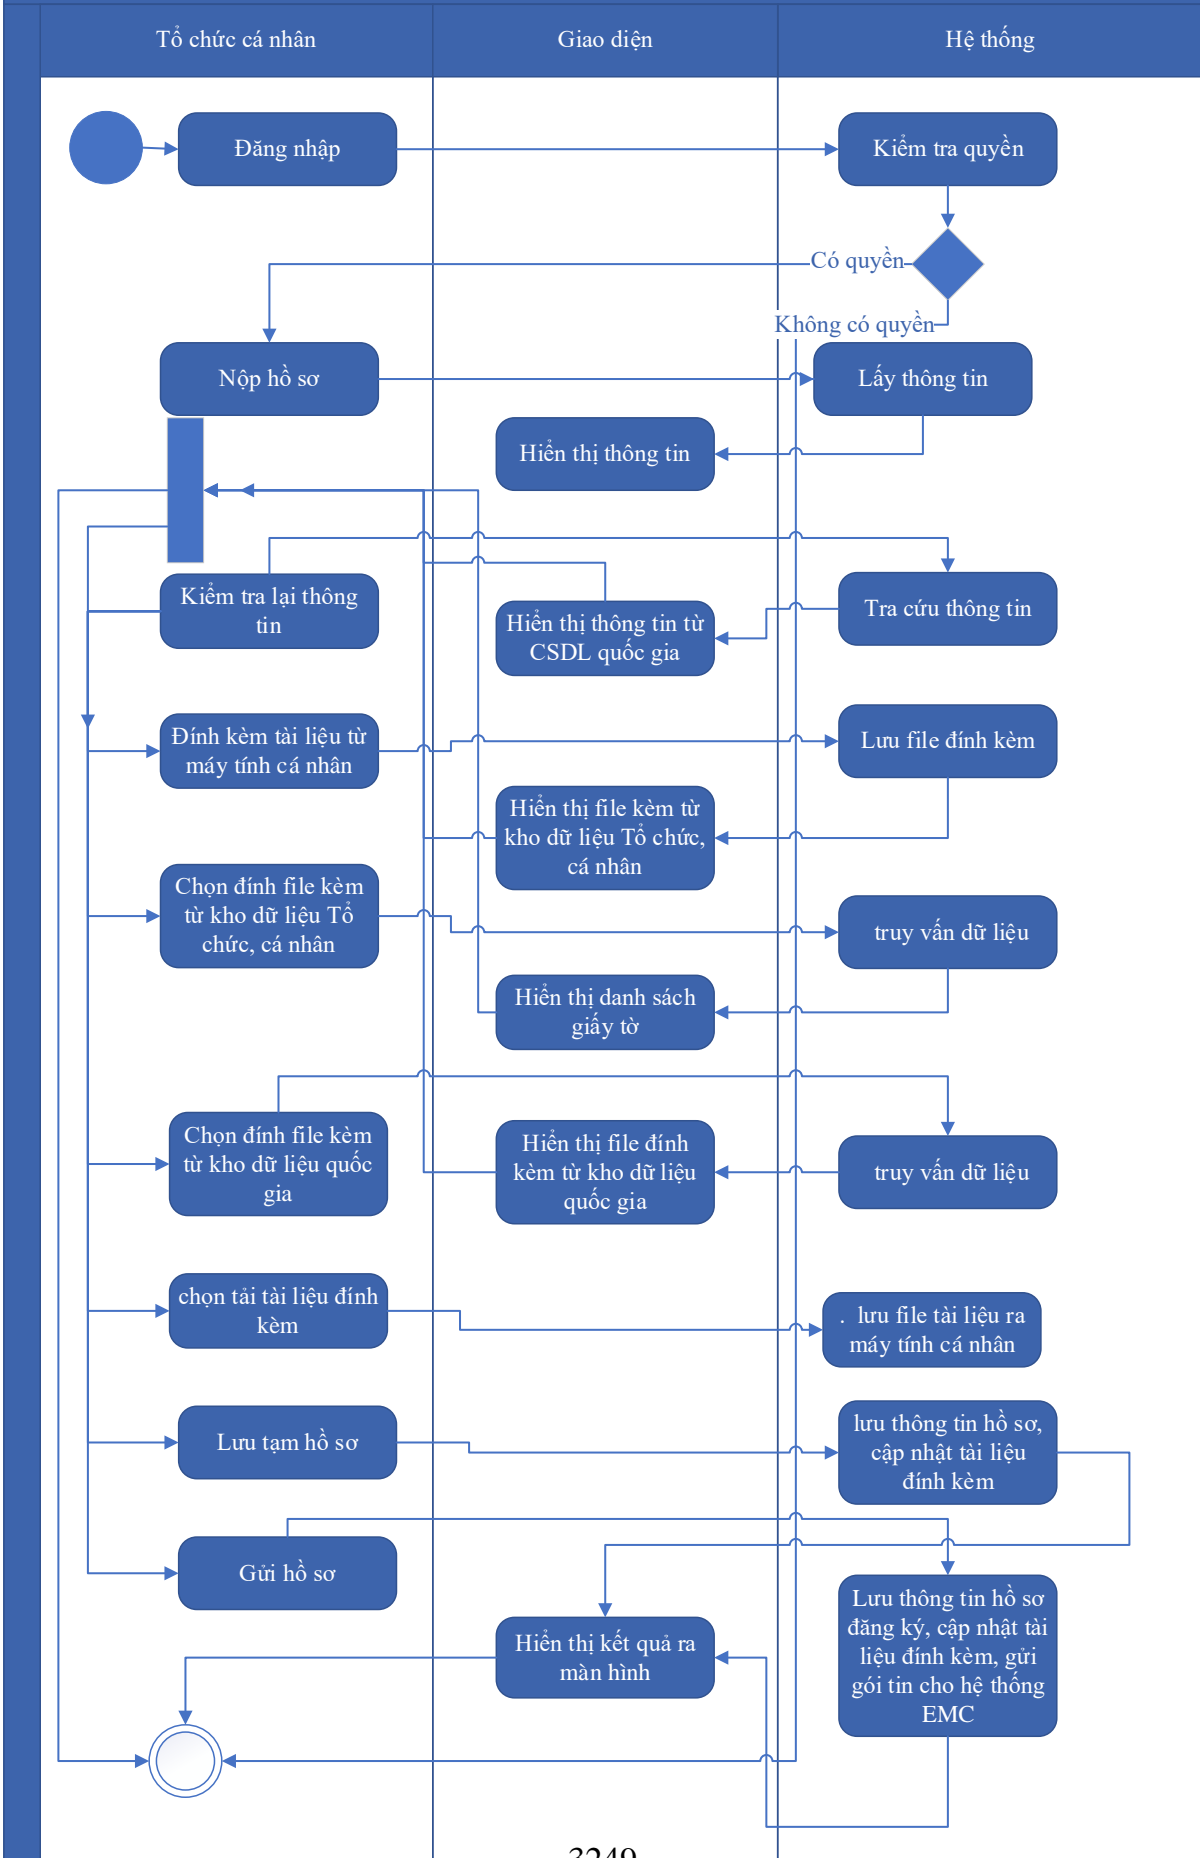 Tổ chức cá nhân
Giao diện
Hệ thống
Đăng nhập
Kiểm tra quyền
Có quyền
Không có quyền
Nộp hồ sơ
Lấy thông tin
Hiển thị thông tin
Kiểm tra lại thông
tin
Hiển thị thông tin từ
CSDL quốc gia
Tra cứu thông tin
Đính kèm tài liệu từ
máy tính cá nhân
Lưu file đính kèm
Hiển thị file kèm từ
kho dữ liệu Tổ chức,
cá nhân
Chọn đính file kèm
từ kho dữ liệu Tổ
chức, cá nhân
truy vấn dữ liệu
Hiển thị danh sách
giấy tờ
Chọn đính file kèm
từ kho dữ liệu quốc
gia
Hiển thị file đính
kèm từ kho dữ liệu
quốc gia
truy vấn dữ liệu
chọn tải tài liệu đính
kèm
. lưu file tài liệu ra
máy tính cá nhân
Lưu tạm hồ sơ
lưu thông tin hồ sơ,
cập nhật tài liệu
đính kèm
Gửi hồ sơ
Hiển thị kết quả ra
màn hình
Lưu thông tin hồ sơ
đăng ký, cập nhật tài
liệu đính kèm, gửi
gói tin cho hệ thống
EMC
3249